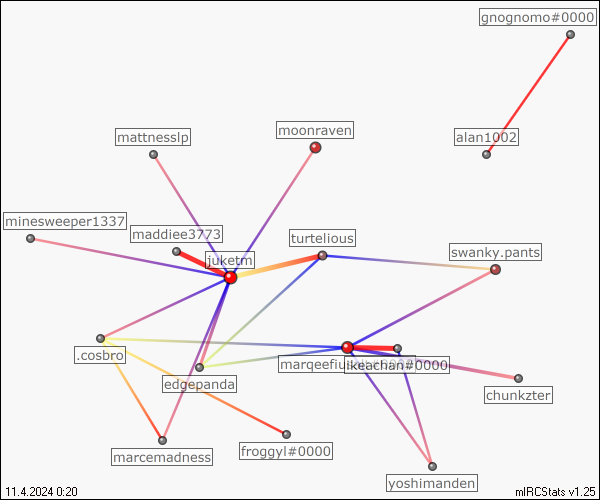 gnognomo#0000
mattnesslp
moonraven
alan1002
minesweeper1337
maddiee3773
turtelious
juketm
swanky.pants
.cosbro
ikeachan#0000
edgepanda
chunkzter
marcemadness
froggyl#0000
yoshimanden
11.4.2024 0:20
mIRCStats v1.25